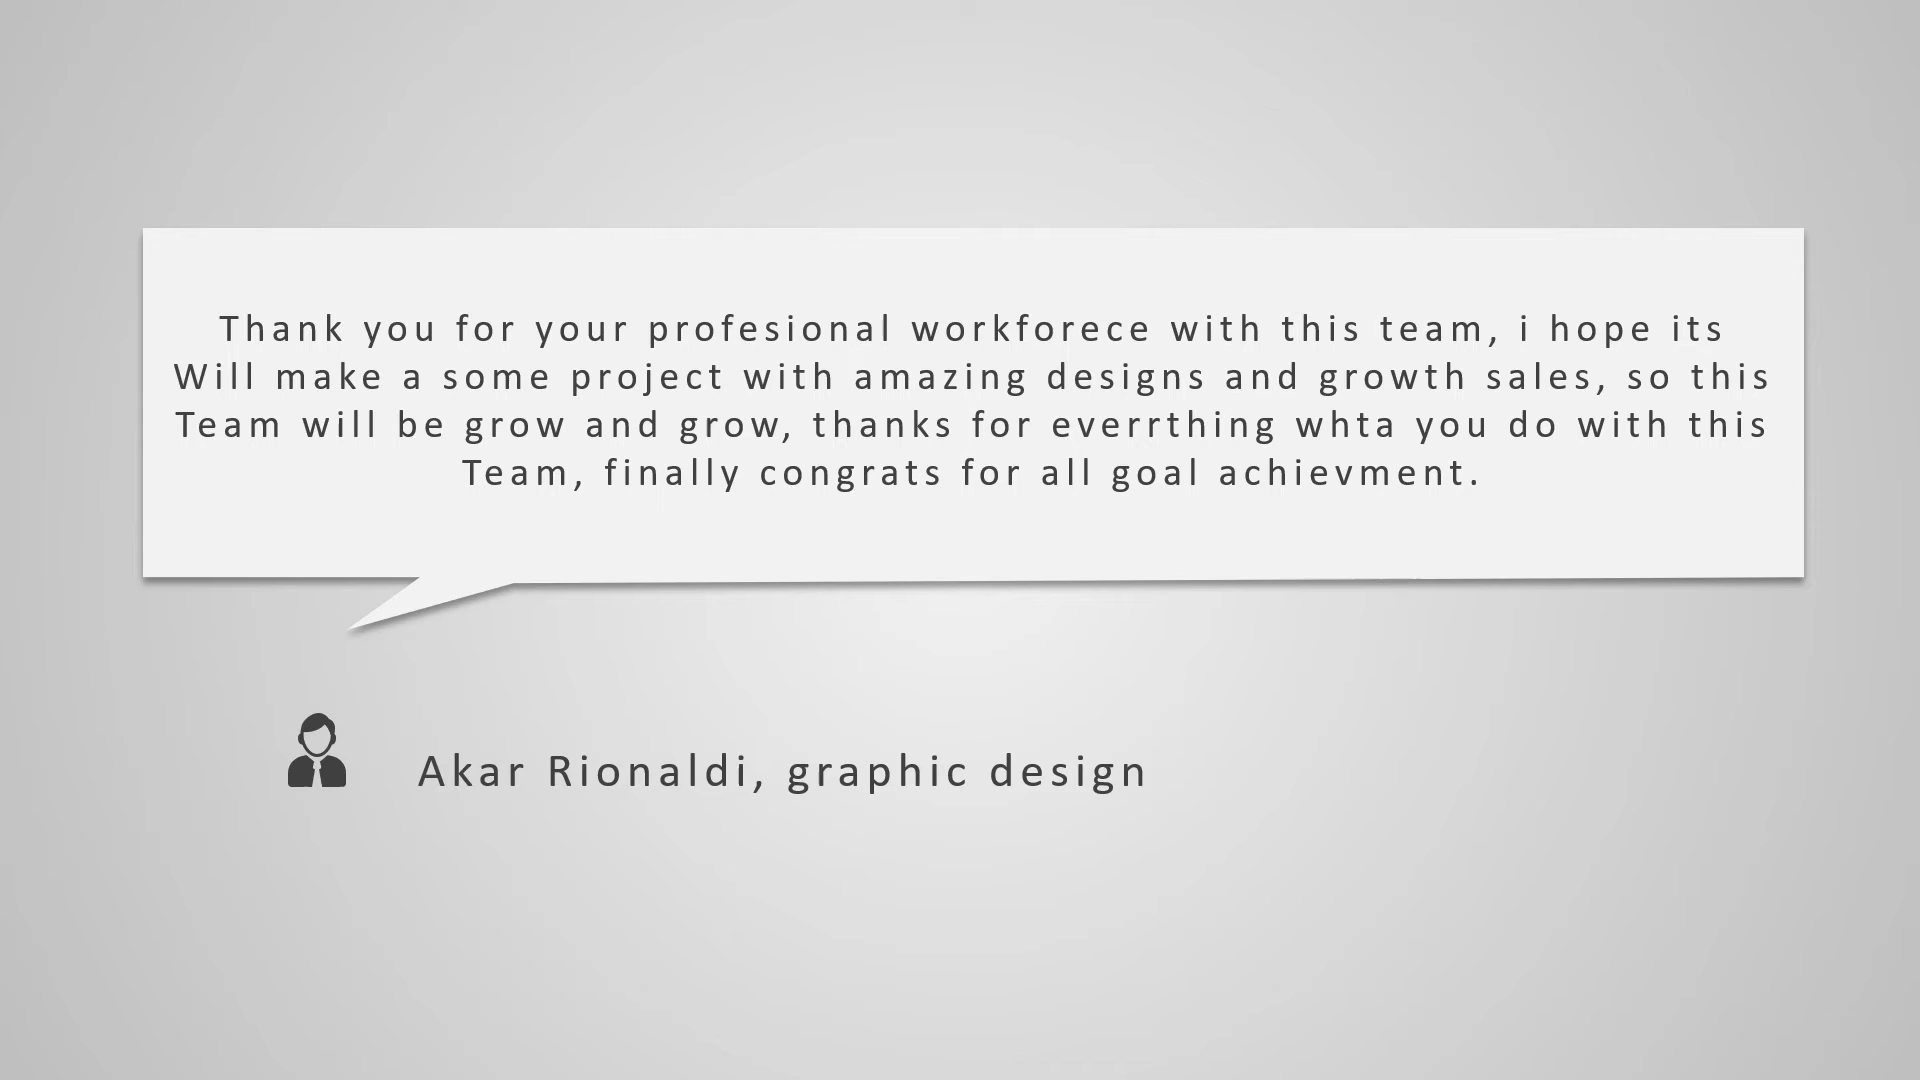 Thank you for your profesional workforece with this team, i hope its
Will make a some project with amazing designs and growth sales, so this
Team will be grow and grow, thanks for everrthing whta you do with this
Team, finally congrats for all goal achievment.
Akar Rionaldi, graphic design